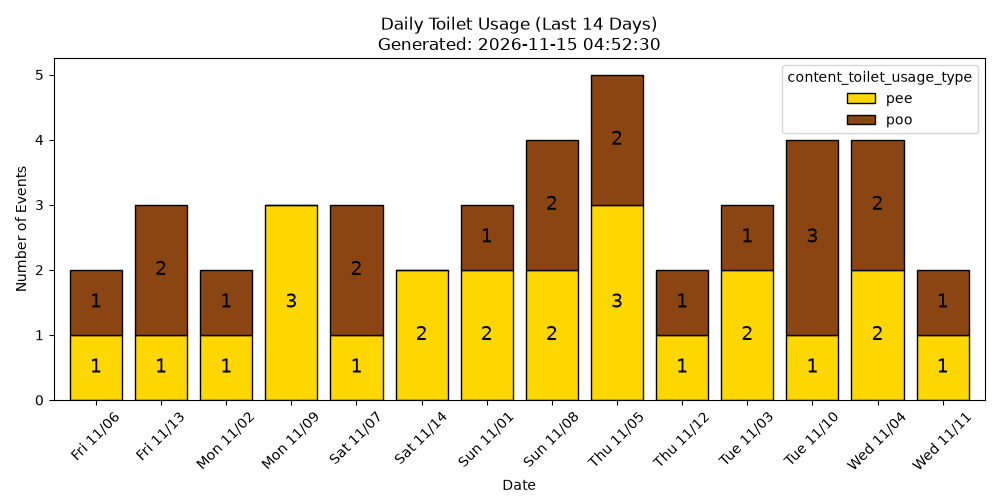 Daily Toilet Usage (Last 14 Days)
Generated: 2026-11-15 04:52:30
content_toilet_usage_type
pee
poo
Number of Events
5
4
3
2
1
0
1 2 1 2 1 2 2 2 1 1 3 2 1
1 1 1 3 1 2 2 2 3 1 2 1 2 1
Fri 11/06 Fri 11/13 Mon 11/02 Mon 11/09 Sat 11/07 Sat 11/14 Sun 11/01 Sun 11/08 Thu 11/05 Thu 11/12 Tue 11/03 Tue 11/10 Wed 11/04 Wed 11/11
Date